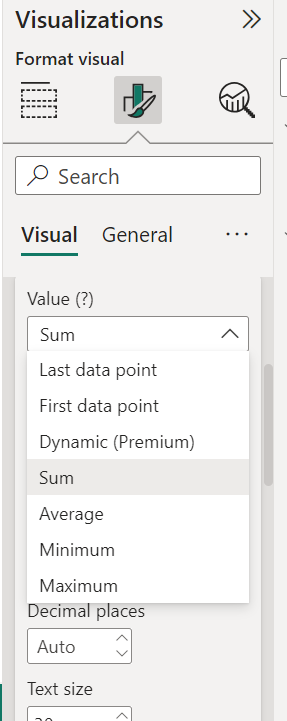 Visualizations
Format visual
Search
Visual General ...
Value (?)
Sum
Last data point
First data point
Dynamic (Premium)
Sum
Average
Minimum
Maximum
Decimal places
Auto
Text size